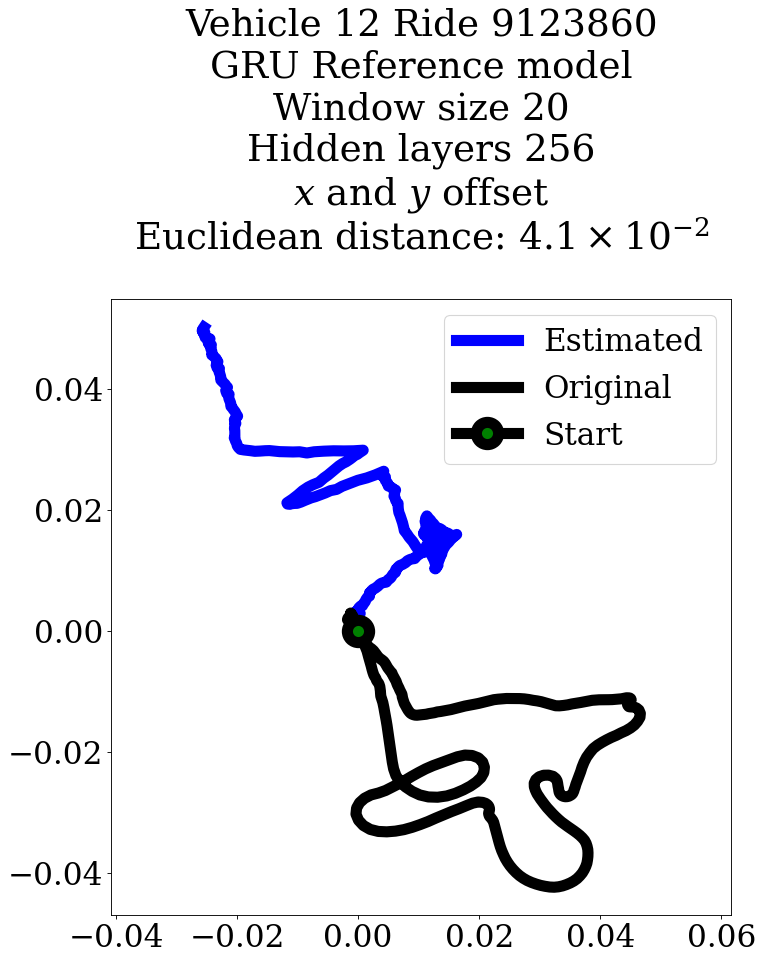 Vehicle 12 Ride 9123860
GRU Reference model
Window size 20
Hidden layers 256
x and y offset
Euclidean distance: 4.1 × 10⁻²
Estimated
Original
Start
0.04
0.02
0.00
−0.02
−0.04
−0.04 −0.02 0.00 0.02 0.04 0.06